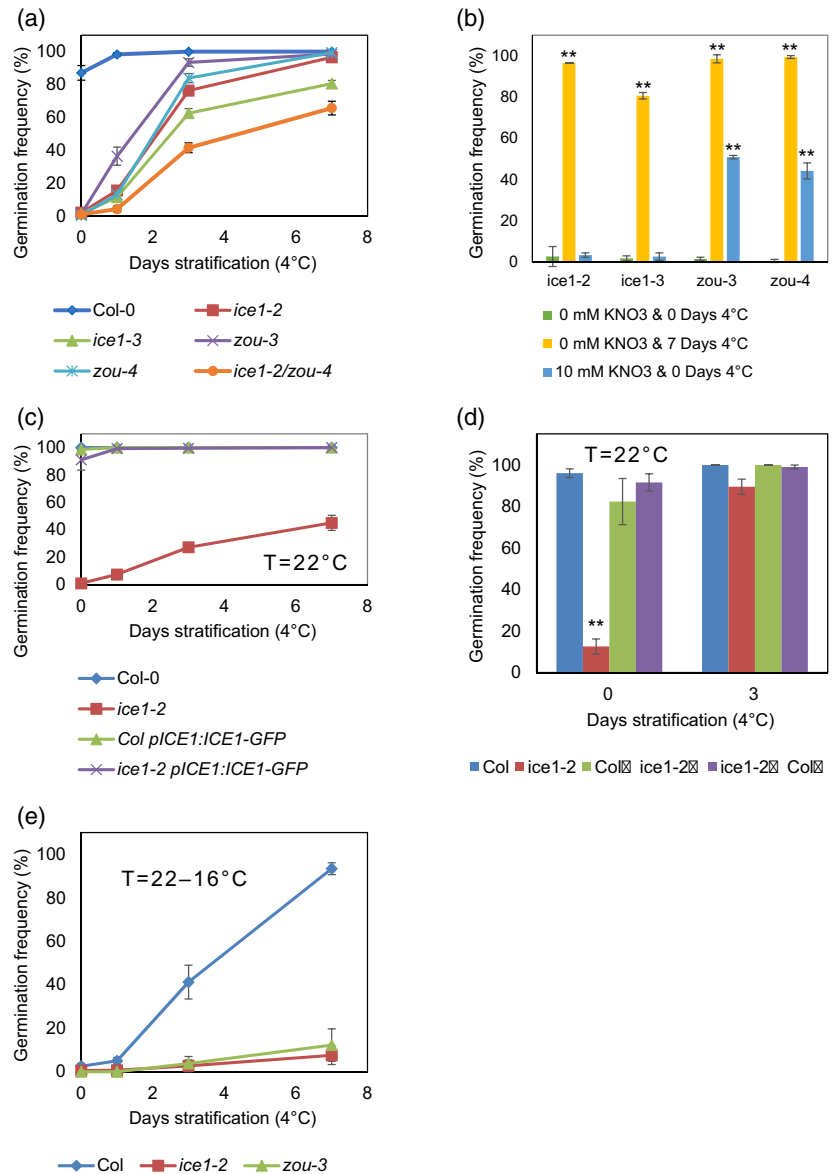 (a)
Germination frequency (%)
100
80
60
40
20
0
0 2 4 6 8
Days stratification (4°C)
Col-0 ice1-2
ice1-3 zou-3
zou-4 ice1-2/zou-4
(b)
Germination frequency (%)
100
80
60
40
20
0
** ** ** ** ** **
ice1-2 ice1-3 zou-3 zou-4
0 mM KNO3 & 0 Days 4°C
0 mM KNO3 & 7 Days 4°C
10 mM KNO3 & 0 Days 4°C
(c)
Germination frequency (%)
100
80
60
40
20
0
T=22°C
0 2 4 6 8
Days stratification (4°C)
Col-0
ice1-2
Col pICE1:ICE1-GFP
ice1-2 pICE1:ICE1-GFP
(d)
Germination frequency (%)
100
80
60
40
20
0
T=22°C
**
0 3
Days stratification (4°C)
Col ice1-2 Col ice1-2 ice1-2 Col
(e)
Germination frequency (%)
100
80
60
40
20
0
T=22–16°C
0 2 4 6 8
Days stratification (4°C)
Col ice1-2 zou-3